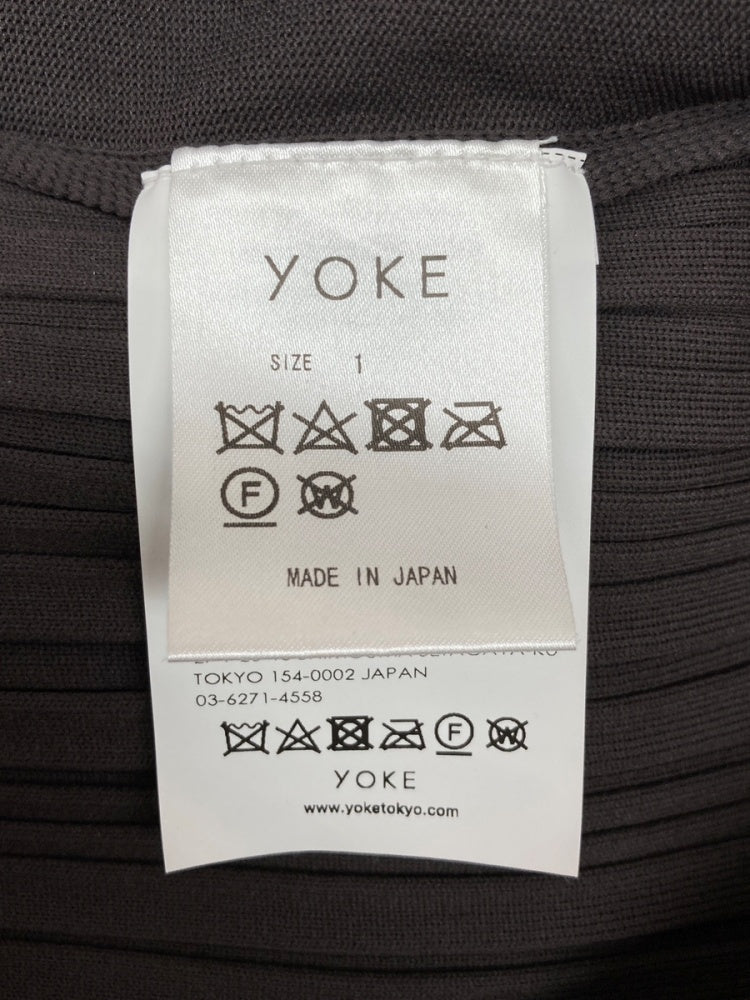 YOKE
SIZE 1
F
W
MADE IN JAPAN
TOKYO 154-0002 JAPAN
03-6271-4558
F W
YOKE
www.yoketokyo.com